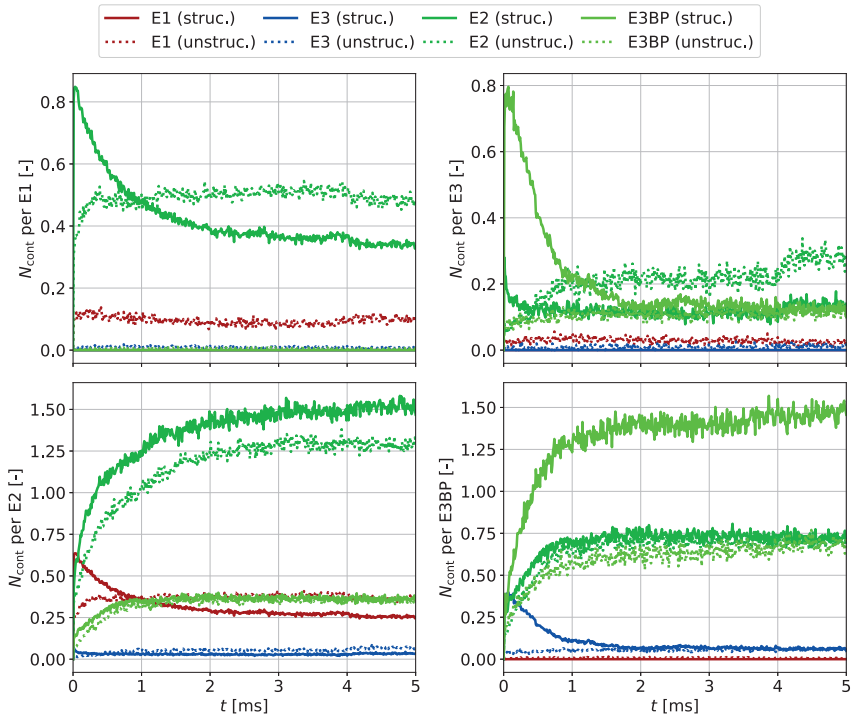 E1 (struc.) E3 (struc.) E2 (struc.) E3BP (struc.)
E1 (unstruc.) E3 (unstruc.) E2 (unstruc.) E3BP (unstruc.)
N_cont per E1 [-]
0.8
0.6
0.4
0.2
0.0
N_cont per E3 [-]
0.8
0.6
0.4
0.2
0.0
N_cont per E2 [-]
1.50
1.25
1.00
0.75
0.50
0.25
0.00
0 1 2 3 4 5
t [ms]
N_cont per E3BP [-]
1.50
1.25
1.00
0.75
0.50
0.25
0.00
0 1 2 3 4 5
t [ms]